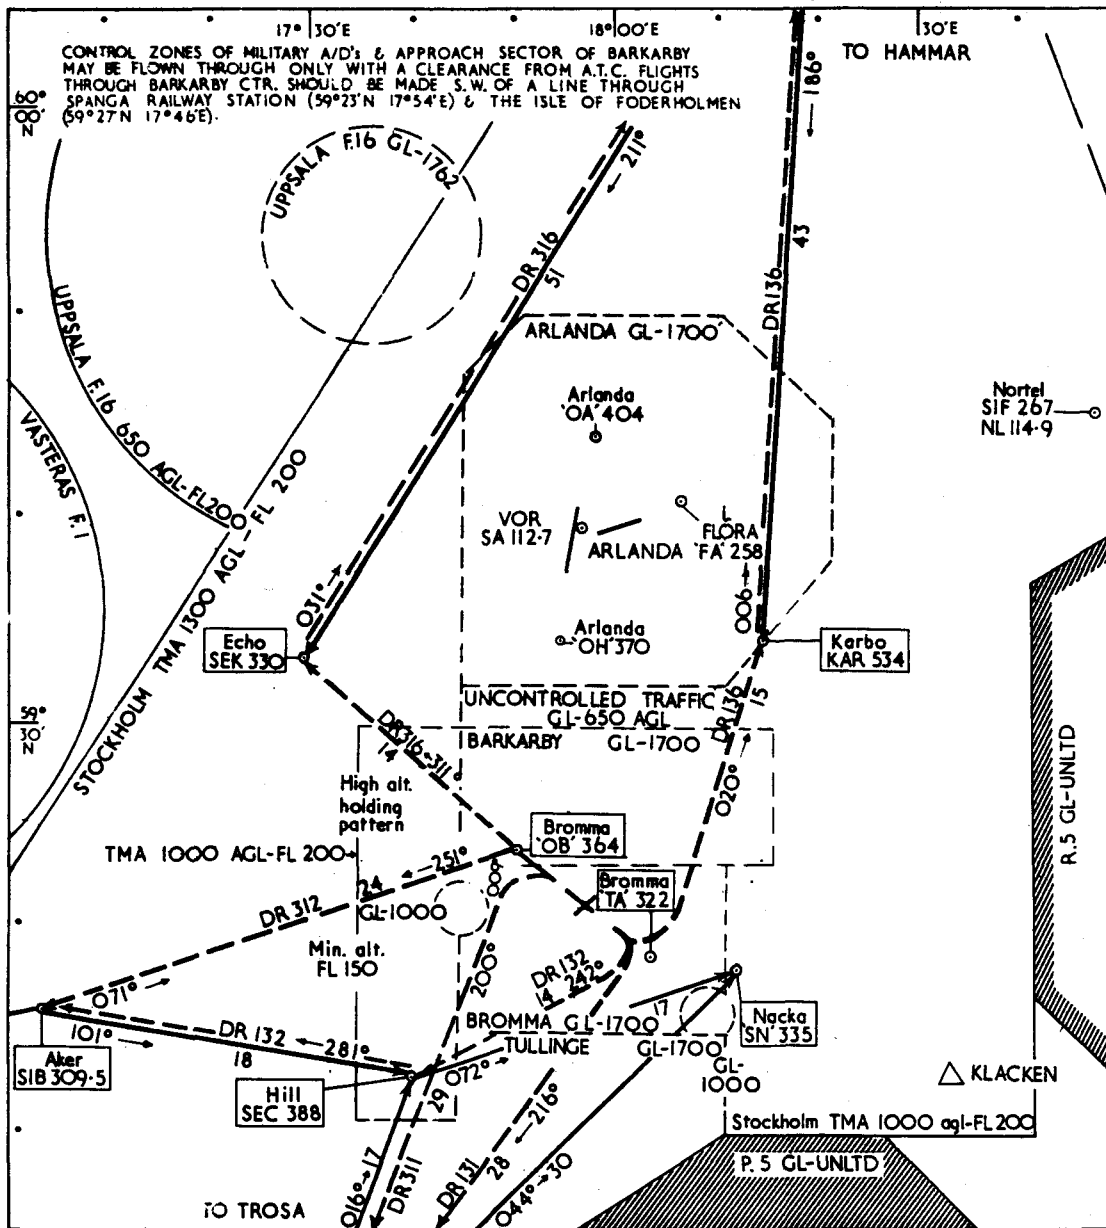 17° 30'E
18° 00'E
30'E
CONTROL ZONES OF MILITARY A/D's & APPROACH SECTOR OF BARKARBY
MAY BE FLOWN THROUGH ONLY WITH A CLEARANCE FROM A.T.C. FLIGHTS
THROUGH BARKARBY CTR. SHOULD BE MADE S.W. OF A LINE THROUGH
SPANGA RAILWAY STATION (59°23'N 17°54'E) & THE ISLE OF FODERHOLMEN
(59°27'N 17°46'E).
TO HAMMAR
60°
00'
N
186°
UPPSALA F.16 GL-1762
211°
DR 316
51
43
DR136
UPPSALA F.16 650 AGL-FL200
ARLANDA GL-1700'
VASTERAS F.1
Arlanda
'OA' 404
Nortel
SIF 267
NL 114·9
STOCKHOLM TMA 1300 AGL-FL 200
VOR
SA 112·7
L
FLORA
'FA' 258
ARLANDA
031°
006°
Echo
SEK 330
Arlanda
'OH' 370
Karbo
KAR 534
UNCONTROLLED TRAFFIC
GL-650 AGL
59°
30'
N
DR316-311°
14
DR136
15
BARKARBY GL-1700
020°
R.5 GL-UNLTD
High alt.
holding
pattern
Bromma
'OB' 364
TMA 1000 AGL-FL 200
251°
24
DR 312
GL-1000
009
Bromma
'TA' 322
Min. alt.
FL 150
200°
DR 132
14 242°
071°
101°
DR 132
281°
18
17
BROMMA GL-1700
TULLINGE
GL-1700
GL-
1000
Nacka
SN' 335
Aker
SIB 309·5
Hill
SEC 388
072°
29
216°
KLACKEN
Stockholm TMA 1000 agl-FL 200
P. 5 GL-UNLTD
016° 17
DR311
DR131
28
044° 30
TO TROSA